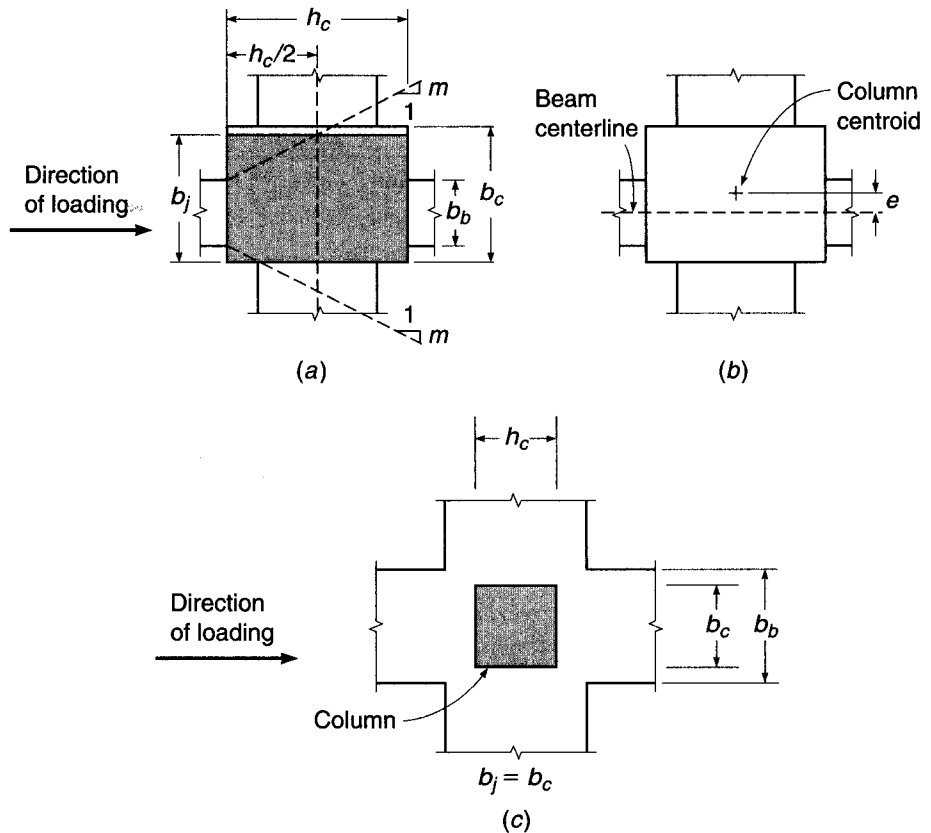 h_c
h_c/2
m
1
Direction
of loading
b_j
b_b
b_c
1
m
(a)
Beam
centerline
Column
centroid
e
(b)
h_c
Direction
of loading
b_c
b_b
Column
b_j = b_c
(c)